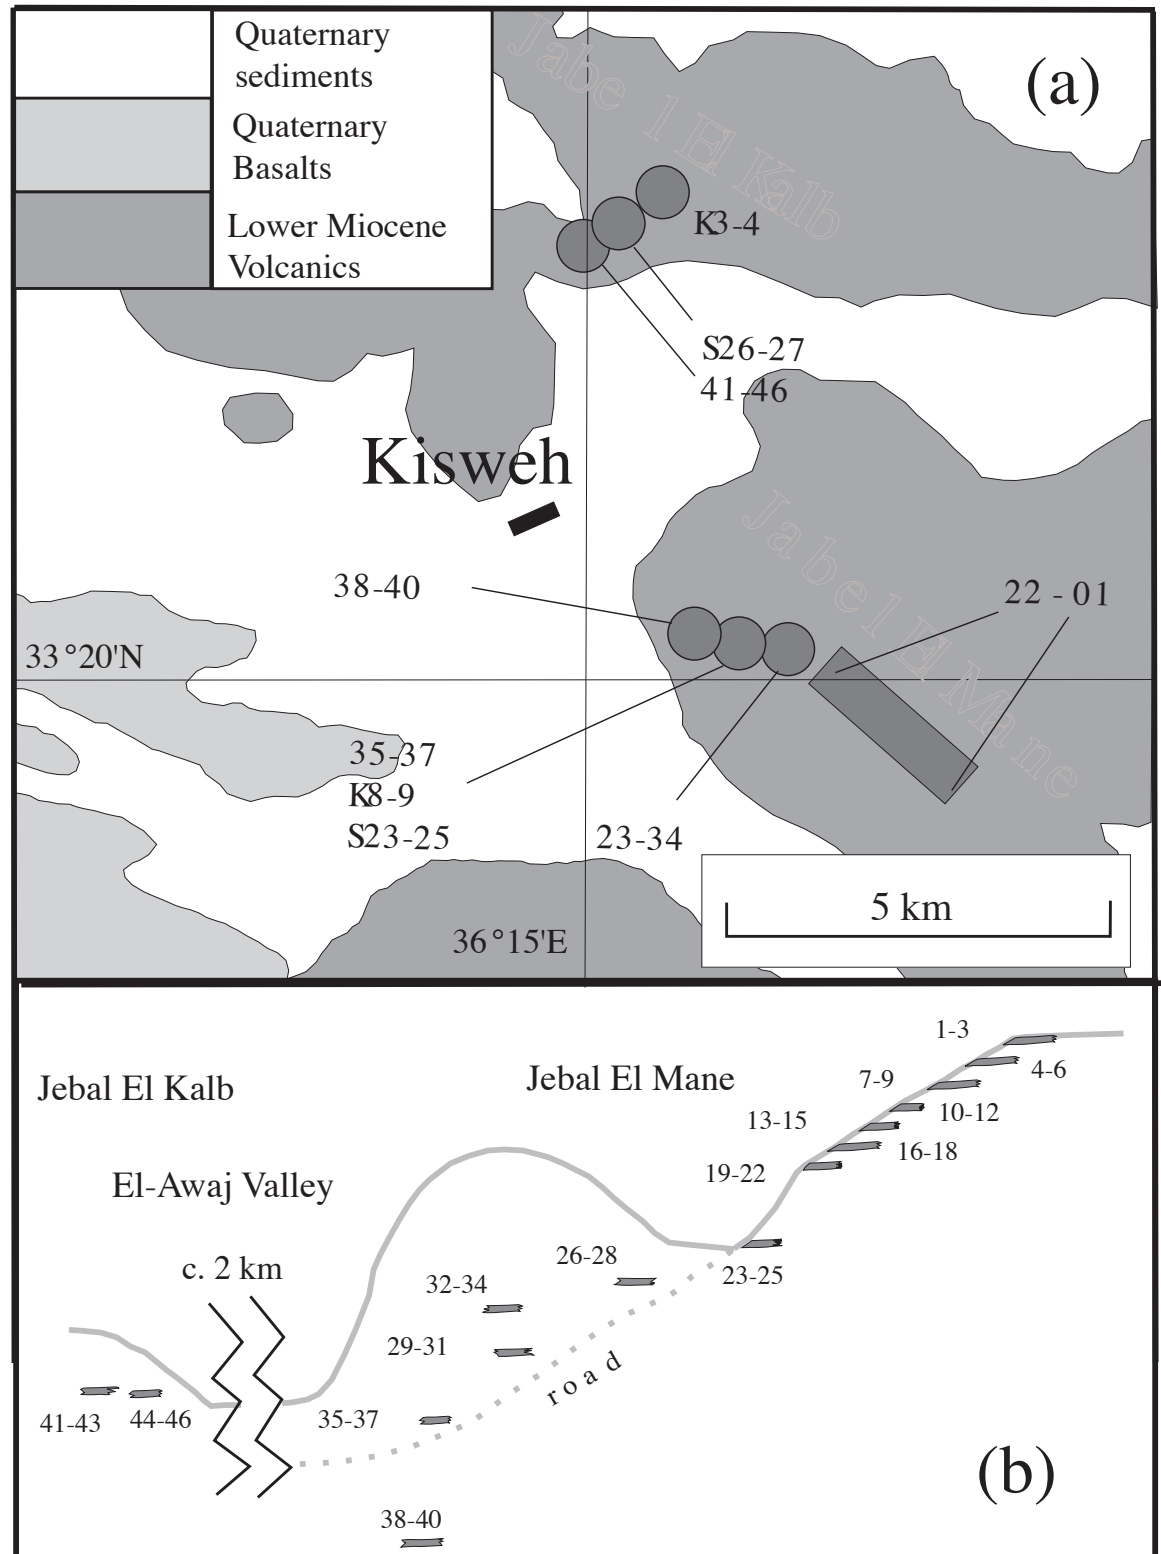 Quaternary
sediments
Quaternary
Basalts
Lower Miocene
Volcanics
(a)
Jabe l El Kalb
K3-4
S26-27
41-46
Kisweh
Jabel El Mane
38-40
22 - 01
33°20'N
35-37
K8-9
S23-25
23-34
36°15'E
5 km
Jebal El Kalb
Jebal El Mane
El-Awaj Valley
c. 2 km
1-3
4-6
7-9
10-12
13-15
16-18
19-22
23-25
26-28
32-34
29-31
road
35-37
41-43
44-46
38-40
(b)